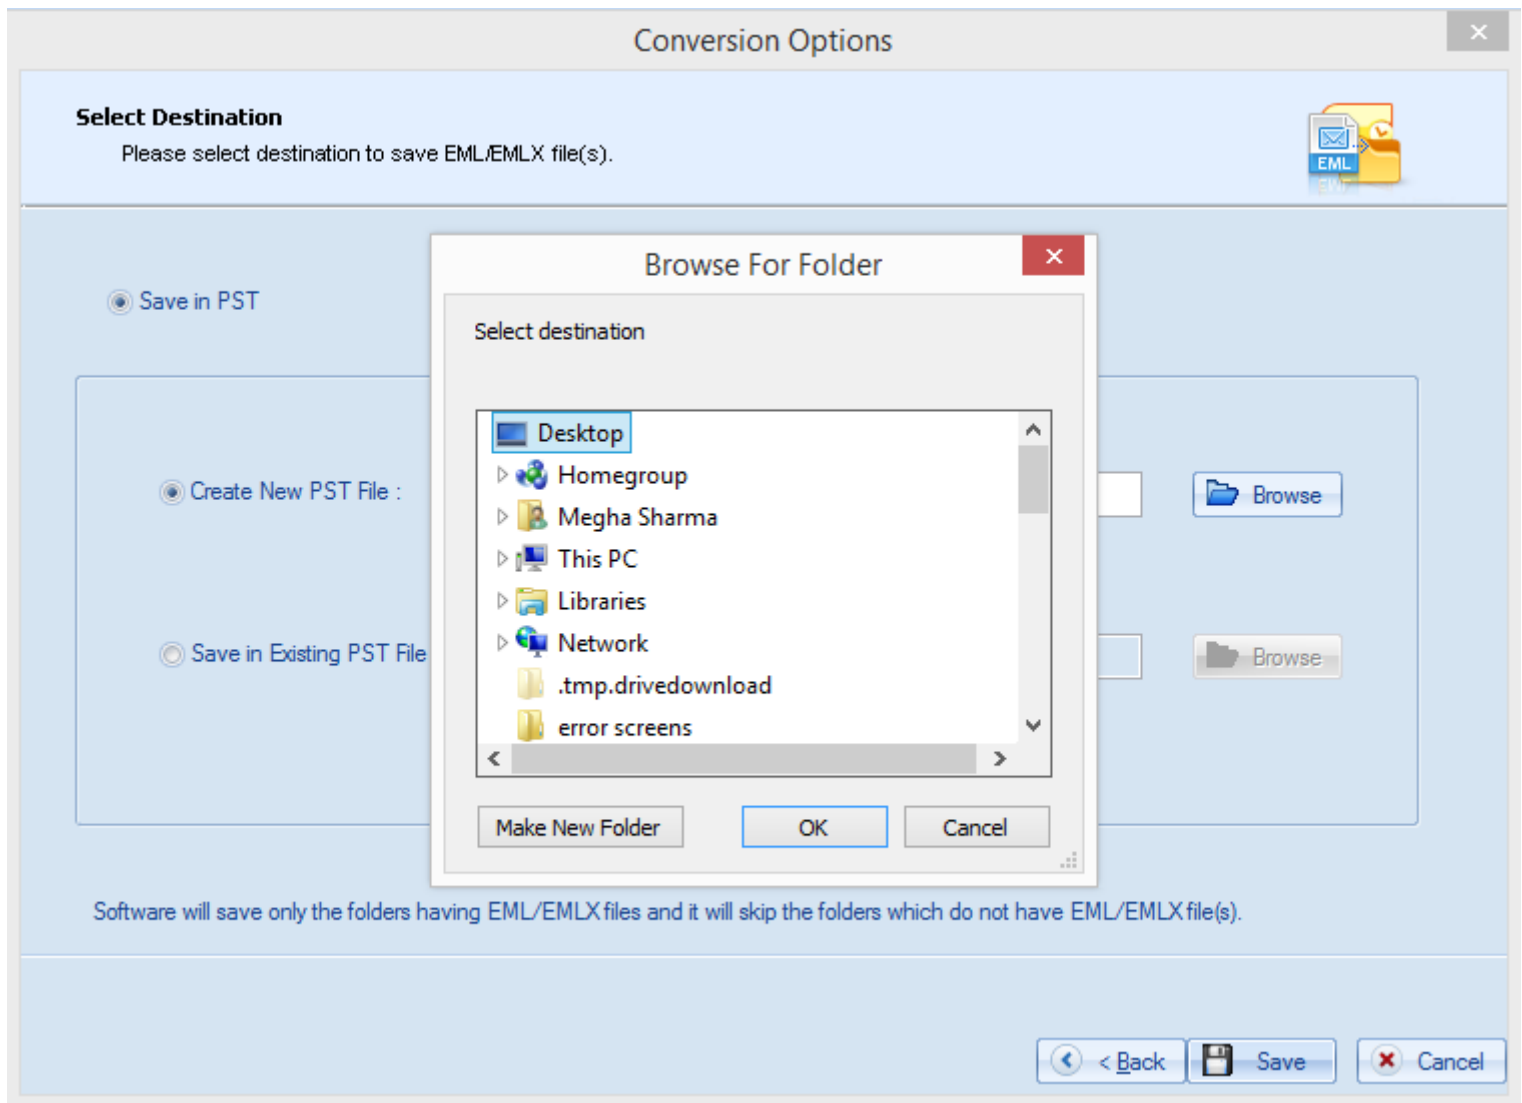 Conversion Options
Select Destination
Please select destination to save EML/EMLX file(s).
EML
Browse For Folder
Save in PST
Select destination
Desktop
Homegroup
Create New PST File :
Browse
Megha Sharma
This PC
Libraries
Network
Save in Existing PST File
Browse
.tmp.drivedownload
error screens
Make New Folder
OK
Cancel
Software will save only the folders having EML/EMLX files and it will skip the folders which do not have EML/EMLX file(s).
< Back
Save
Cancel